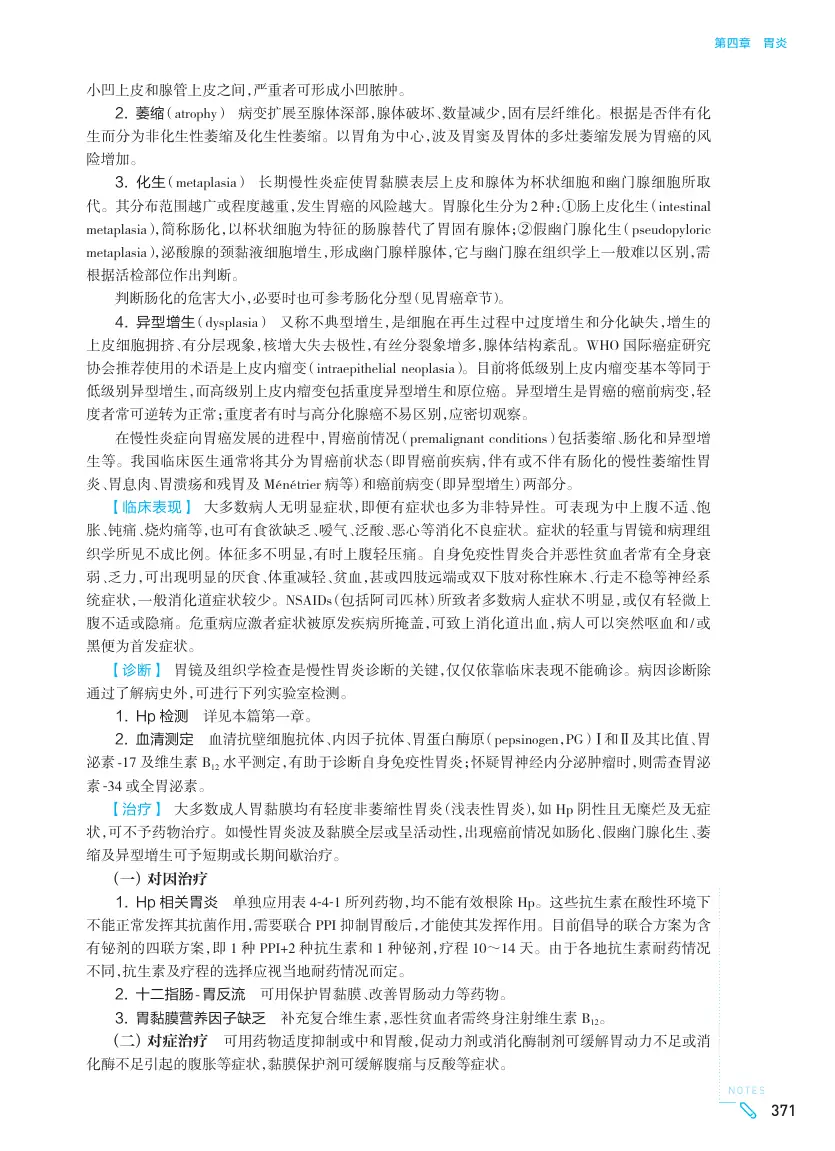 第四章　胃炎
小凹上皮和腺管上皮之间,严重者可形成小凹脓肿。
2. 萎缩(atrophy)　病变扩展至腺体深部,腺体破坏、数量减少,固有层纤维化。根据是否伴有化
生而分为非化生性萎缩及化生性萎缩。以胃角为中心,波及胃窦及胃体的多灶萎缩发展为胃癌的风
险增加。
3. 化生(metaplasia)　长期慢性炎症使胃黏膜表层上皮和腺体为杯状细胞和幽门腺细胞所取
代。其分布范围越广或程度越重,发生胃癌的风险越大。胃腺化生分为 2 种:①肠上皮化生(intestinal
metaplasia),简称肠化,以杯状细胞为特征的肠腺替代了胃固有腺体;②假幽门腺化生(pseudopyloric
metaplasia),泌酸腺的颈黏液细胞增生,形成幽门腺样腺体,它与幽门腺在组织学上一般难以区别,需
根据活检部位作出判断。
判断肠化的危害大小,必要时也可参考肠化分型(见胃癌章节)。
4. 异型增生(dysplasia)　又称不典型增生,是细胞在再生过程中过度增生和分化缺失,增生的
上皮细胞拥挤、有分层现象,核增大失去极性,有丝分裂象增多,腺体结构紊乱。WHO 国际癌症研究
协会推荐使用的术语是上皮内瘤变(intraepithelial neoplasia)。目前将低级别上皮内瘤变基本等同于
低级别异型增生,而高级别上皮内瘤变包括重度异型增生和原位癌。异型增生是胃癌的癌前病变,轻
度者常可逆转为正常;重度者有时与高分化腺癌不易区别,应密切观察。
在慢性炎症向胃癌发展的进程中,胃癌前情况(premalignant conditions)包括萎缩、肠化和异型增
生等。我国临床医生通常将其分为胃癌前状态(即胃癌前疾病,伴有或不伴有肠化的慢性萎缩性胃
炎、胃息肉、胃溃疡和残胃及 Ménétrier 病等)和癌前病变(即异型增生)两部分。
【临床表现】　大多数病人无明显症状,即便有症状也多为非特异性。可表现为中上腹不适、饱
胀、钝痛、烧灼痛等,也可有食欲缺乏、嗳气、泛酸、恶心等消化不良症状。症状的轻重与胃镜和病理组
织学所见不成比例。体征多不明显,有时上腹轻压痛。自身免疫性胃炎合并恶性贫血者常有全身衰
弱、乏力,可出现明显的厌食、体重减轻、贫血,甚或四肢远端或双下肢对称性麻木、行走不稳等神经系
统症状,一般消化道症状较少。NSAIDs(包括阿司匹林)所致者多数病人症状不明显,或仅有轻微上
腹不适或隐痛。危重病应激者症状被原发疾病所掩盖,可致上消化道出血,病人可以突然呕血和/或
黑便为首发症状。
【诊断】　胃镜及组织学检查是慢性胃炎诊断的关键,仅仅依靠临床表现不能确诊。病因诊断除
通过了解病史外,可进行下列实验室检测。
1. Hp 检测　详见本篇第一章。
2. 血清测定　血清抗壁细胞抗体、内因子抗体、胃蛋白酶原(pepsinogen,PG)Ⅰ和Ⅱ及其比值、胃
泌素 -17 及维生素 B₁₂ 水平测定,有助于诊断自身免疫性胃炎;怀疑胃神经内分泌肿瘤时,则需查胃泌
素 -34 或全胃泌素。
【治疗】　大多数成人胃黏膜均有轻度非萎缩性胃炎(浅表性胃炎),如 Hp 阴性且无糜烂及无症
状,可不予药物治疗。如慢性胃炎波及黏膜全层或呈活动性,出现癌前情况如肠化、假幽门腺化生、萎
缩及异型增生可予短期或长期间歇治疗。
(一) 对因治疗
1. Hp 相关胃炎　单独应用表 4-4-1 所列药物,均不能有效根除 Hp。这些抗生素在酸性环境下
不能正常发挥其抗菌作用,需要联合 PPI 抑制胃酸后,才能使其发挥作用。目前倡导的联合方案为含
有铋剂的四联方案,即 1 种 PPI+2 种抗生素和 1 种铋剂,疗程 10～14 天。由于各地抗生素耐药情况
不同,抗生素及疗程的选择应视当地耐药情况而定。
2. 十二指肠 - 胃反流　可用保护胃黏膜、改善胃肠动力等药物。
3. 胃黏膜营养因子缺乏　补充复合维生素,恶性贫血者需终身注射维生素 B₁₂。
(二) 对症治疗　可用药物适度抑制或中和胃酸,促动力剂或消化酶制剂可缓解胃动力不足或消
化酶不足引起的腹胀等症状,黏膜保护剂可缓解腹痛与反酸等症状。
NOTES
371